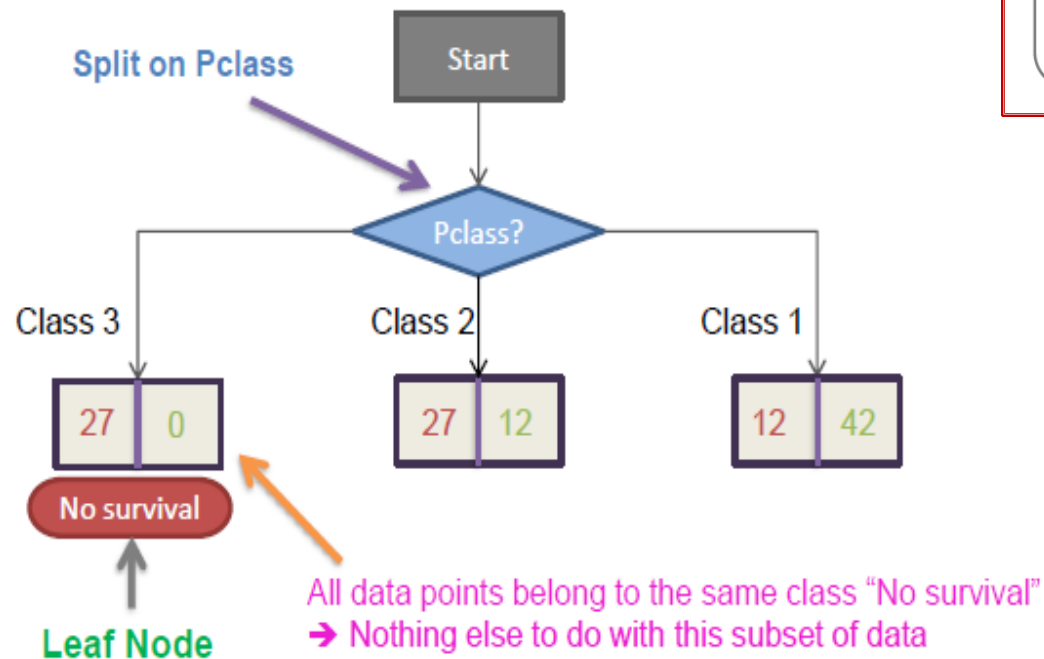 Start
Split on Pclass
Pclass?
Class 3
Class 2
Class 1
27 0
27 12
12 42
No survival
All data points belong to the same class “No survival”
➔ Nothing else to do with this subset of data
Leaf Node